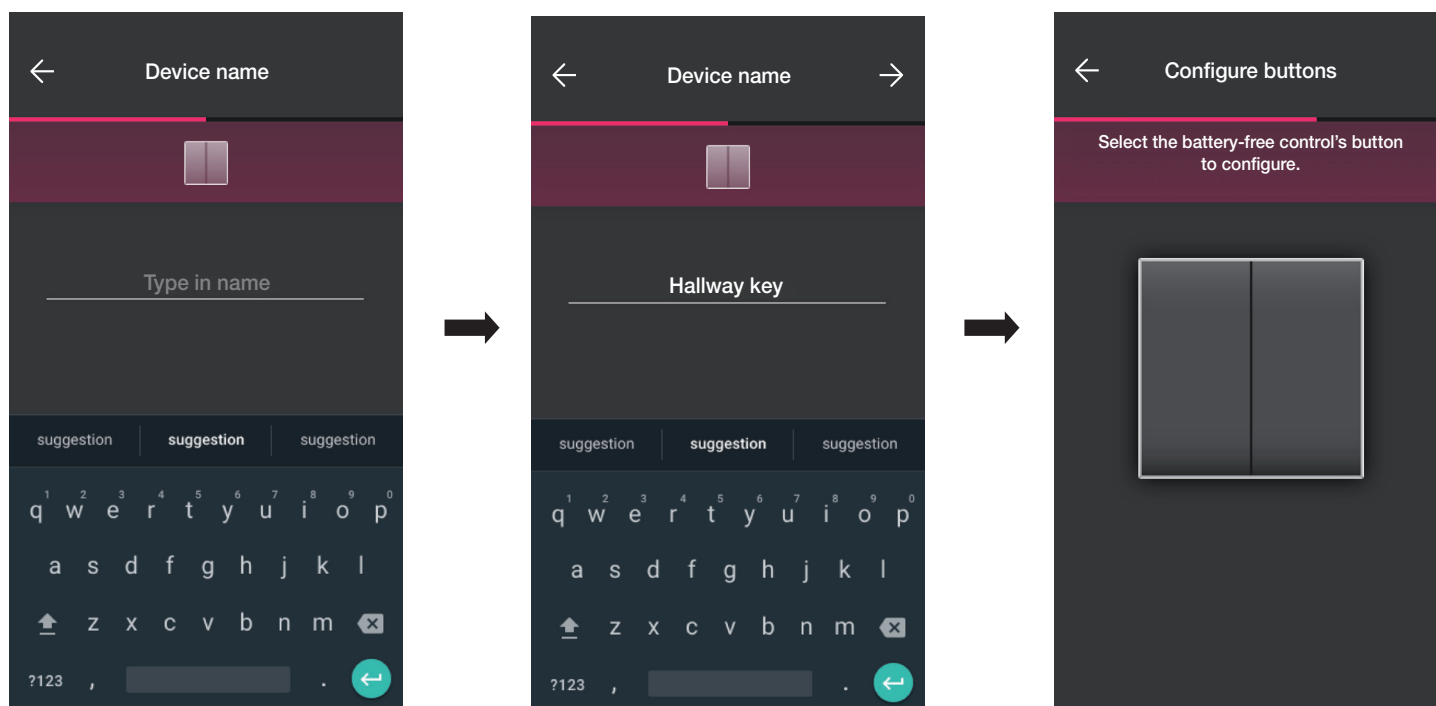 Device name
Type in name
suggestion suggestion suggestion
1 2 3 4 5 6 7 8 9 0
q w e r t y u i o p
a s d f g h j k l
z x c v b n m
?123 , .
Device name
Hallway key
suggestion suggestion suggestion
1 2 3 4 5 6 7 8 9 0
q w e r t y u i o p
a s d f g h j k l
z x c v b n m
?123 , .
Configure buttons
Select the battery-free control's button
to configure.